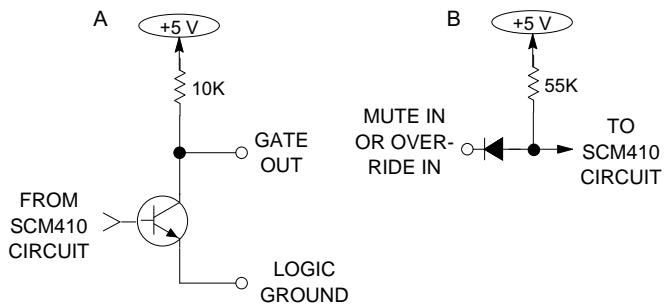 A
+5 V
10K
GATE
OUT
FROM
SCM410
CIRCUIT
LOGIC
GROUND
B
+5 V
55K
MUTE IN
OR OVER-
RIDE IN
TO
SCM410
CIRCUIT